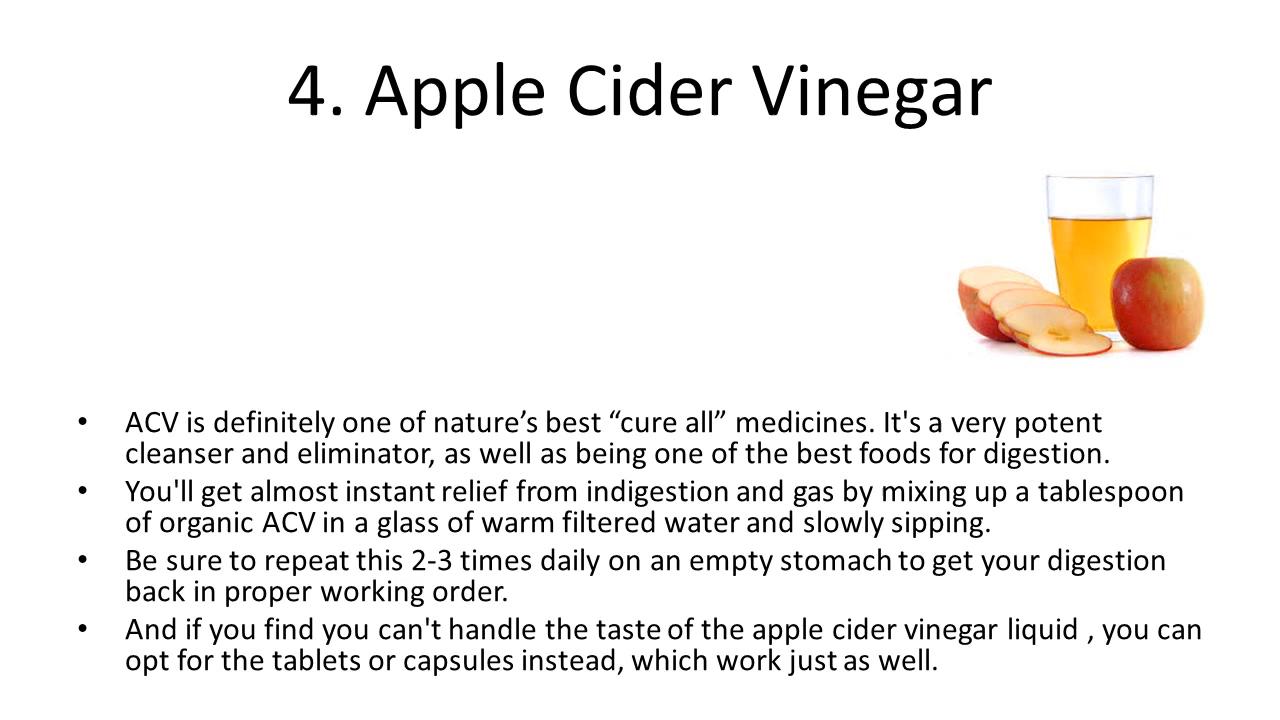 4. Apple Cider Vinegar
• ACV is definitely one of nature’s best “cure all” medicines. It's a very potent
cleanser and eliminator, as well as being one of the best foods for digestion.
• You'll get almost instant relief from indigestion and gas by mixing up a tablespoon
of organic ACV in a glass of warm filtered water and slowly sipping.
• Be sure to repeat this 2-3 times daily on an empty stomach to get your digestion
back in proper working order.
• And if you find you can't handle the taste of the apple cider vinegar liquid , you can
opt for the tablets or capsules instead, which work just as well.